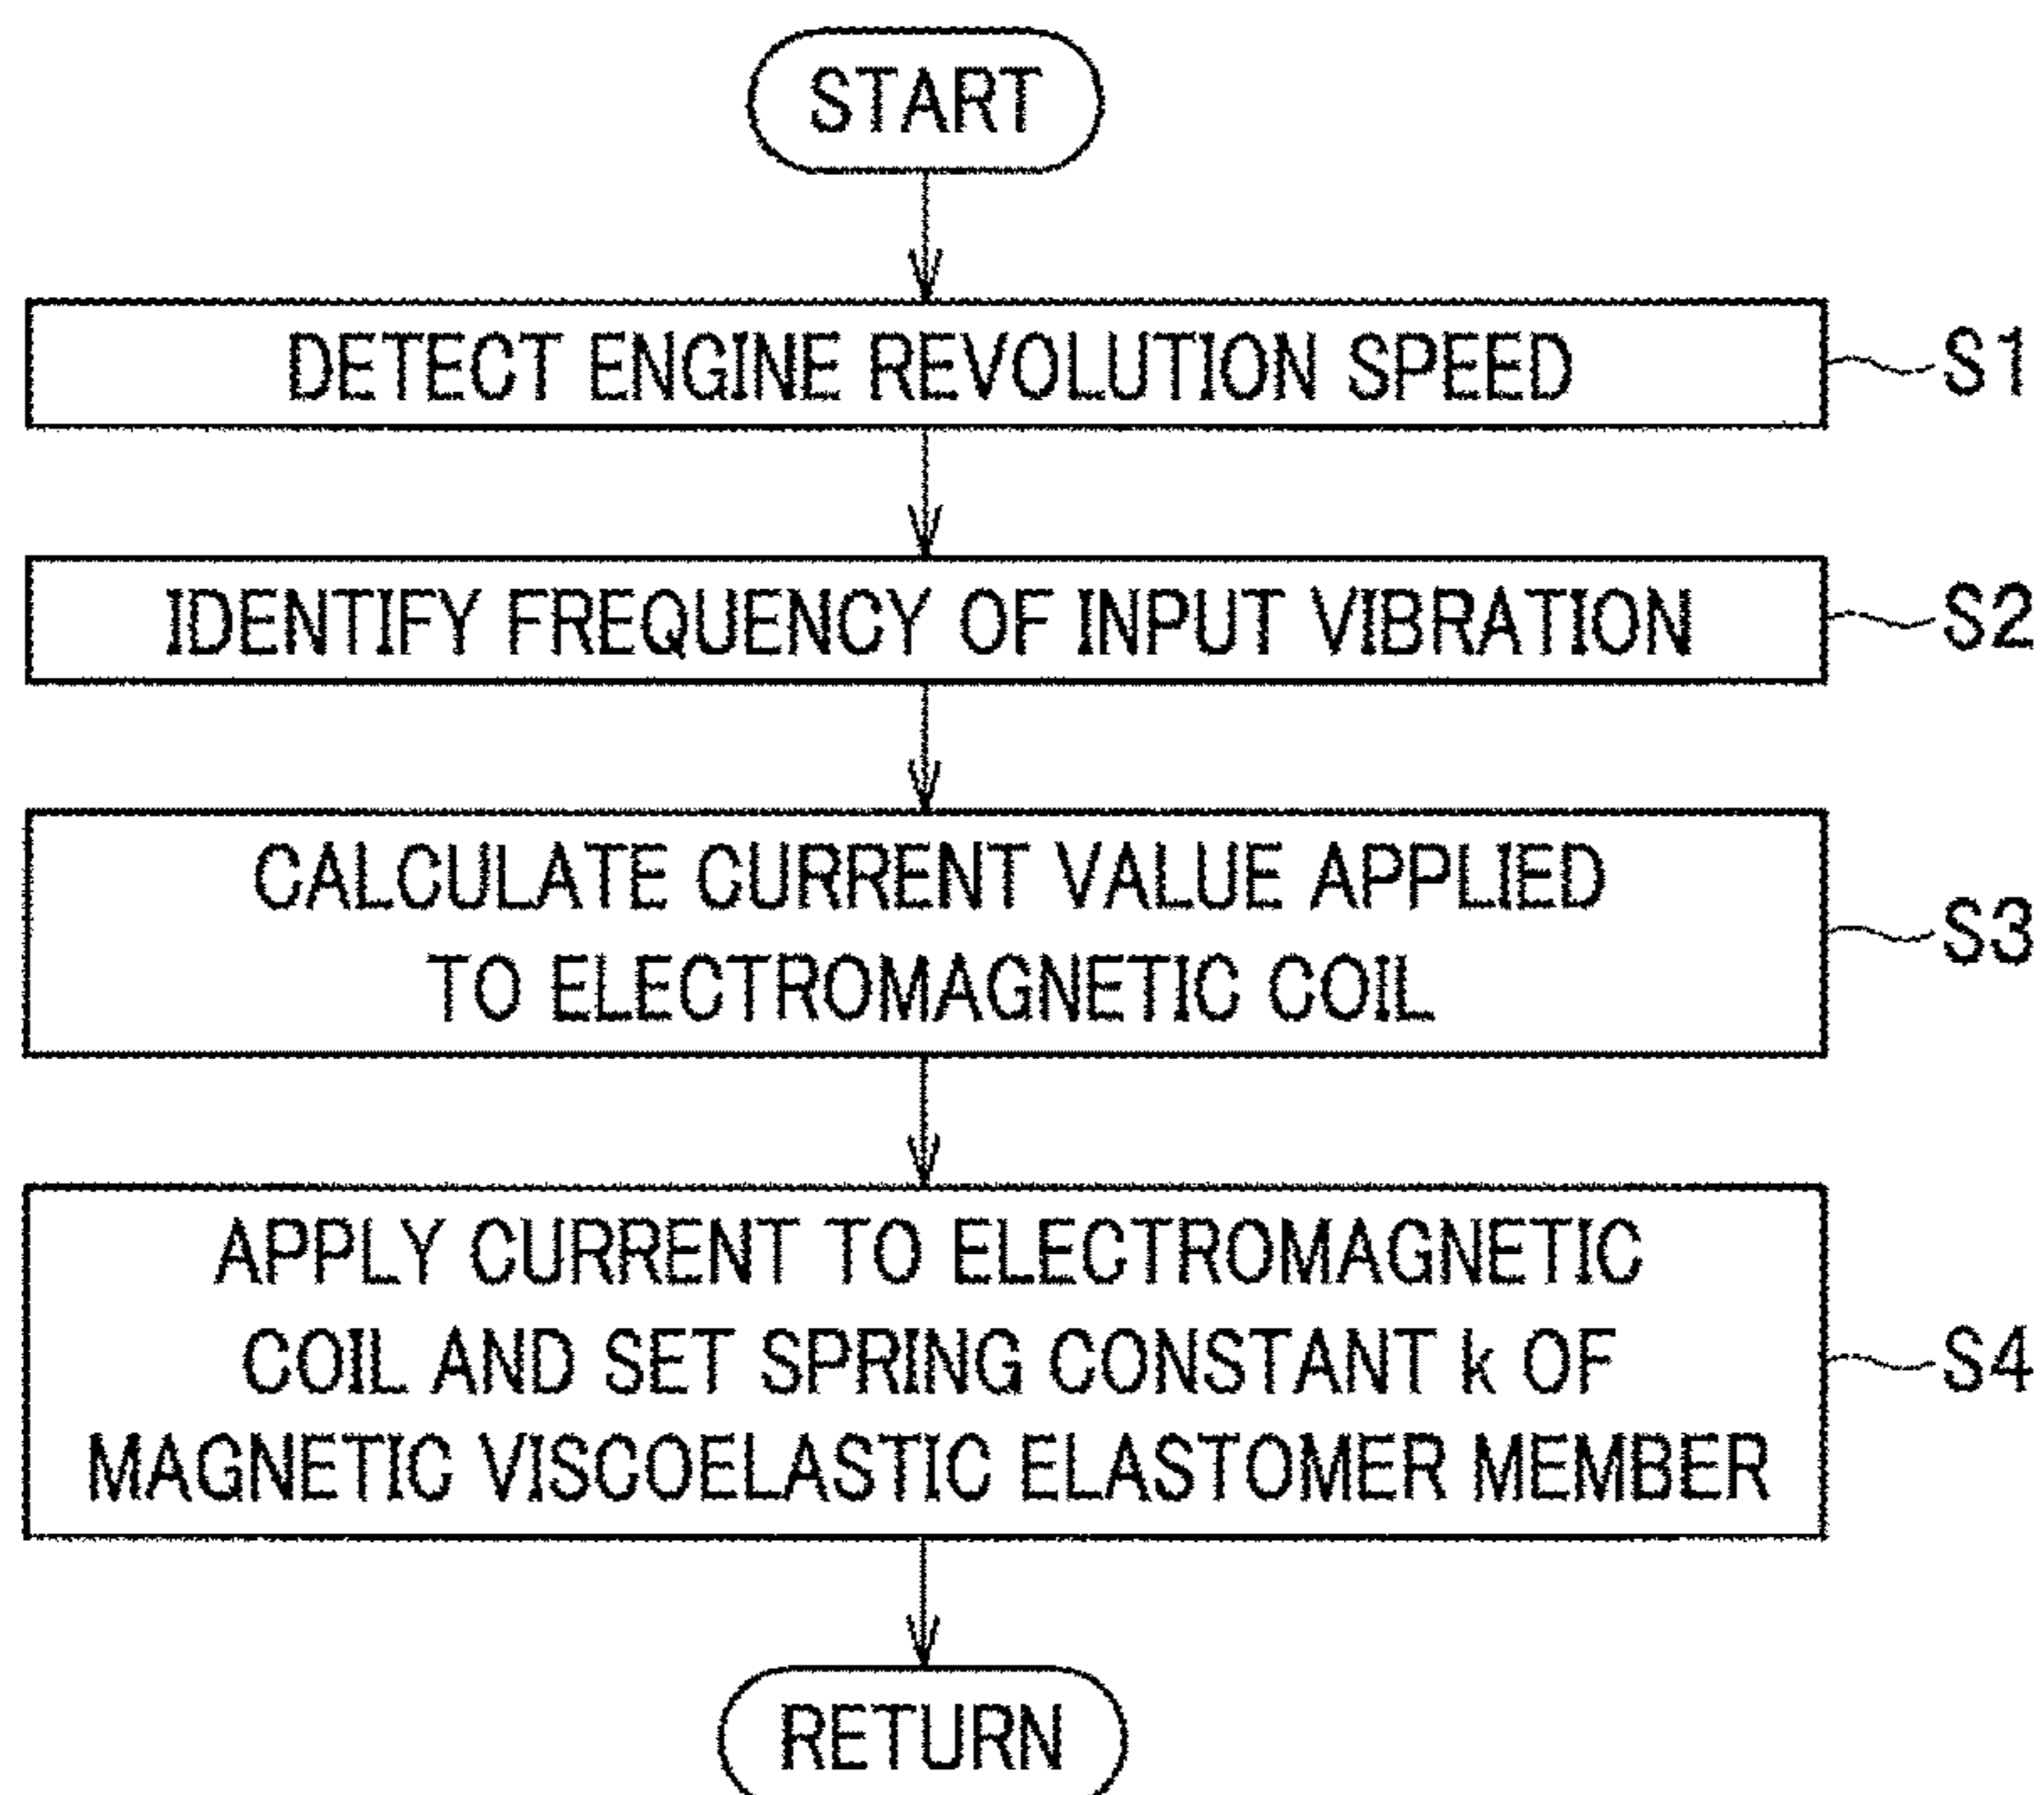 START
DETECT ENGINE REVOLUTION SPEED
S1
IDENTIFY FREQUENCY OF INPUT VIBRATION
S2
CALCULATE CURRENT VALUE APPLIED
TO ELECTROMAGNETIC COIL
S3
APPLY CURRENT TO ELECTROMAGNETIC
COIL AND SET SPRING CONSTANT k OF
MAGNETIC VISCOELASTIC ELASTOMER MEMBER
S4
RETURN